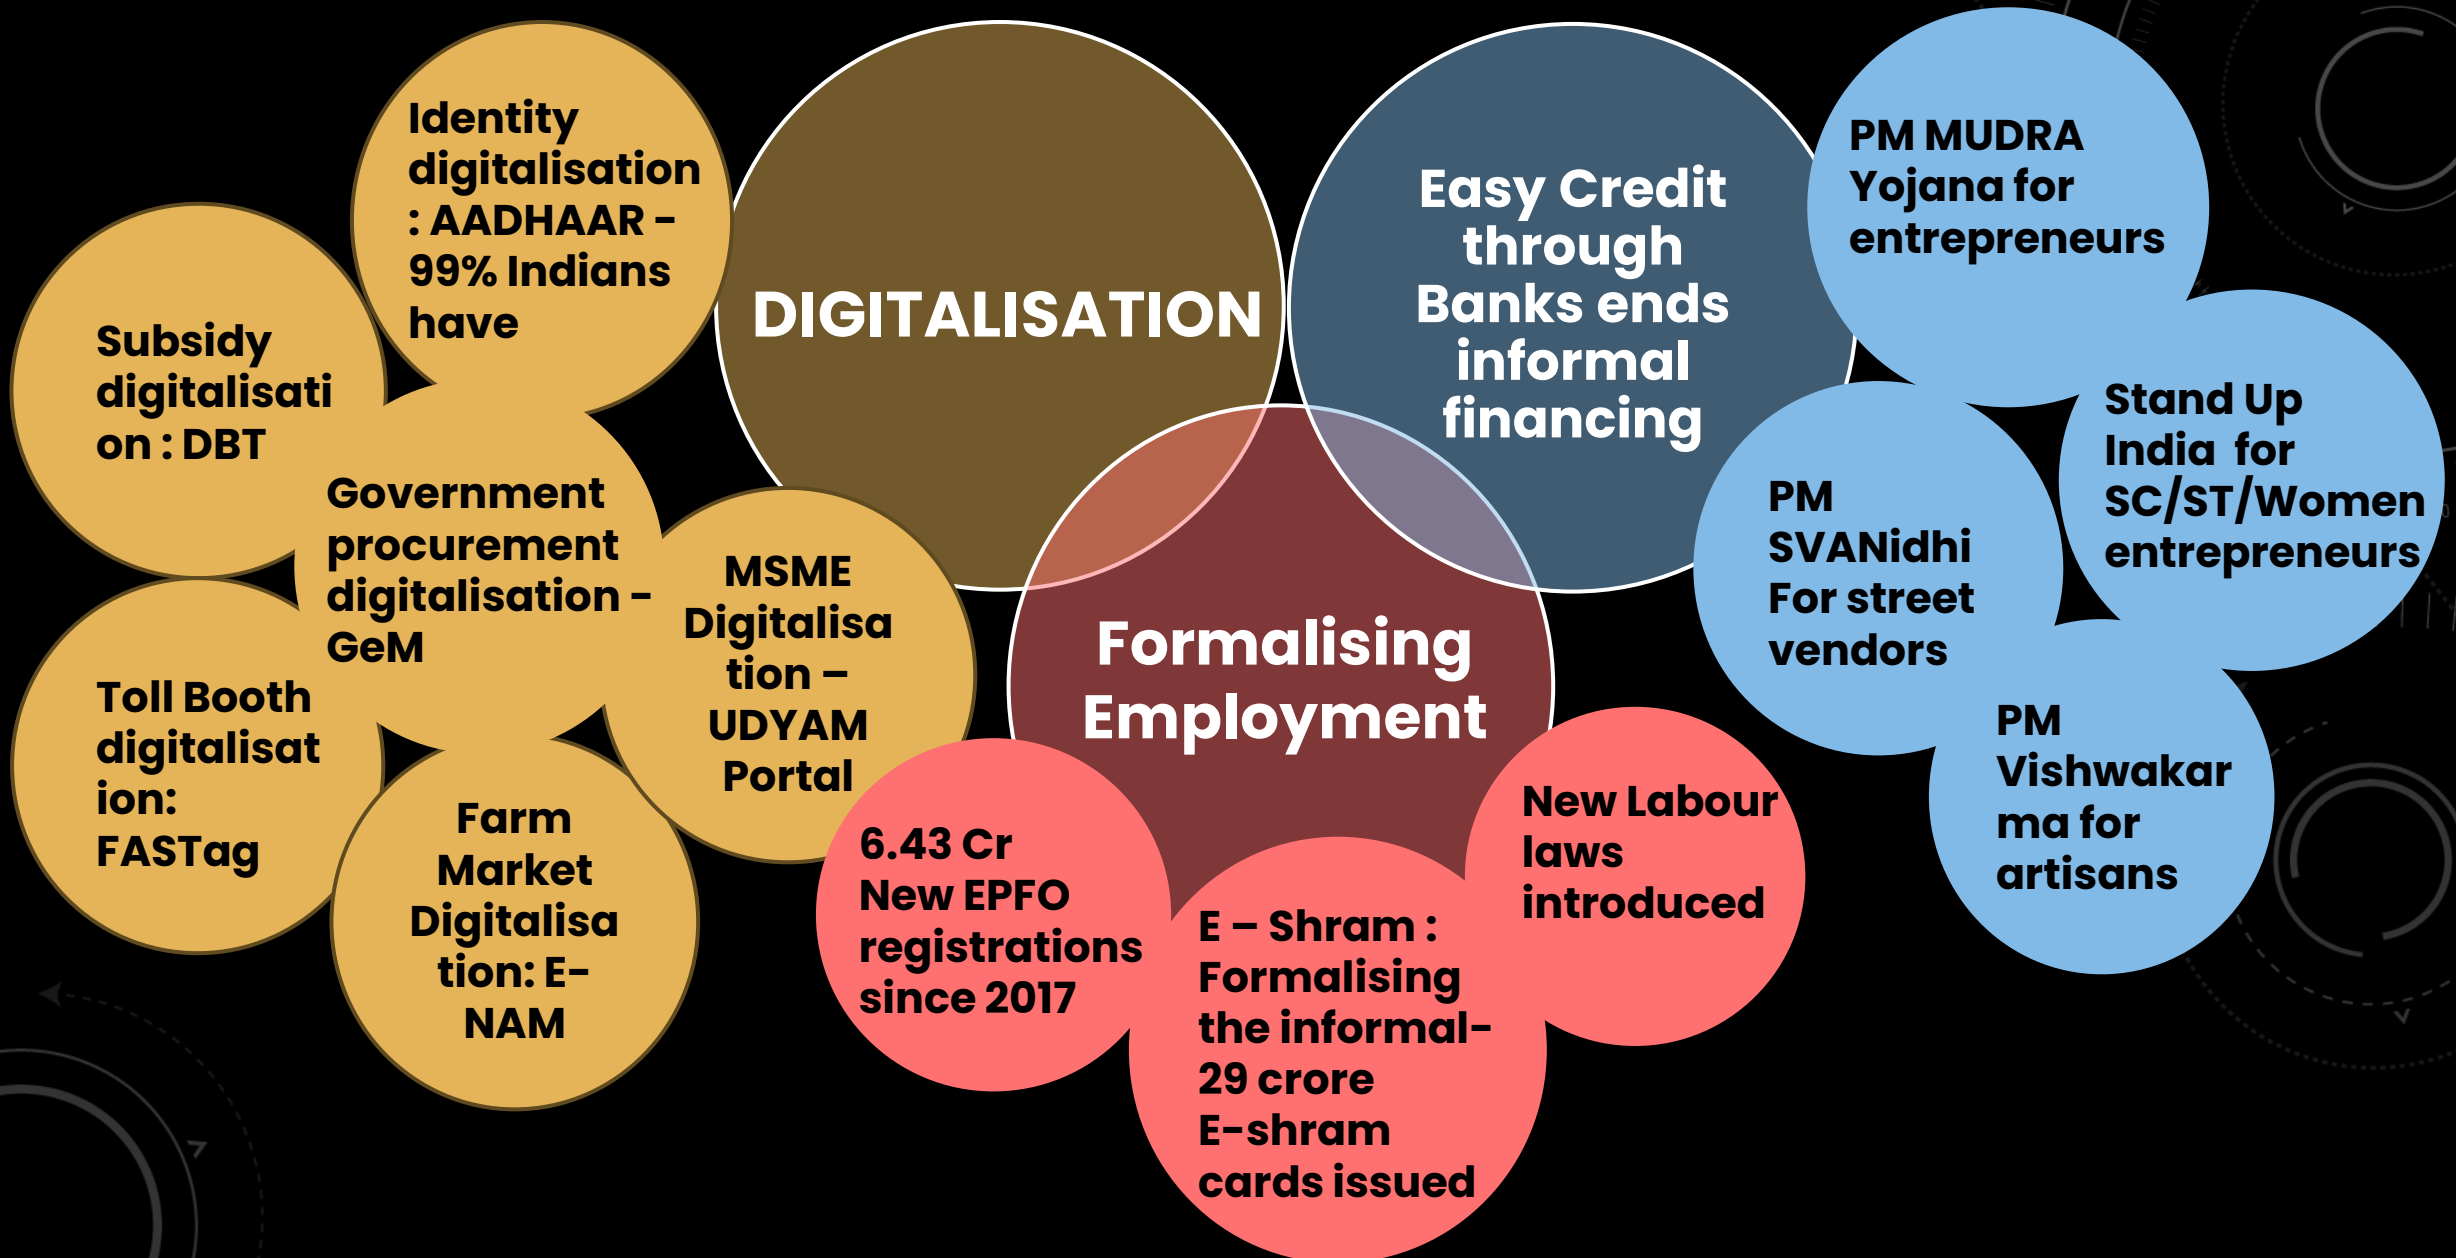 Identity
digitalisation
: AADHAAR -
99% Indians
have
Subsidy
digitalisati
on : DBT
Government
procurement
digitalisation -
GeM
Toll Booth
digitalisat
ion:
FASTag
Farm
Market
Digitalisa
tion: E-
NAM
MSME
Digitalisa
tion –
UDYAM
Portal
DIGITALISATION
Easy Credit
through
Banks ends
informal
financing
Formalising
Employment
6.43 Cr
New EPFO
registrations
since 2017
E – Shram :
Formalising
the informal-
29 crore
E-shram
cards issued
New Labour
laws
introduced
PM MUDRA
Yojana for
entrepreneurs
Stand Up
India  for
SC/ST/Women
entrepreneurs
PM
SVANidhi
For street
vendors
PM
Vishwakar
ma for
artisans